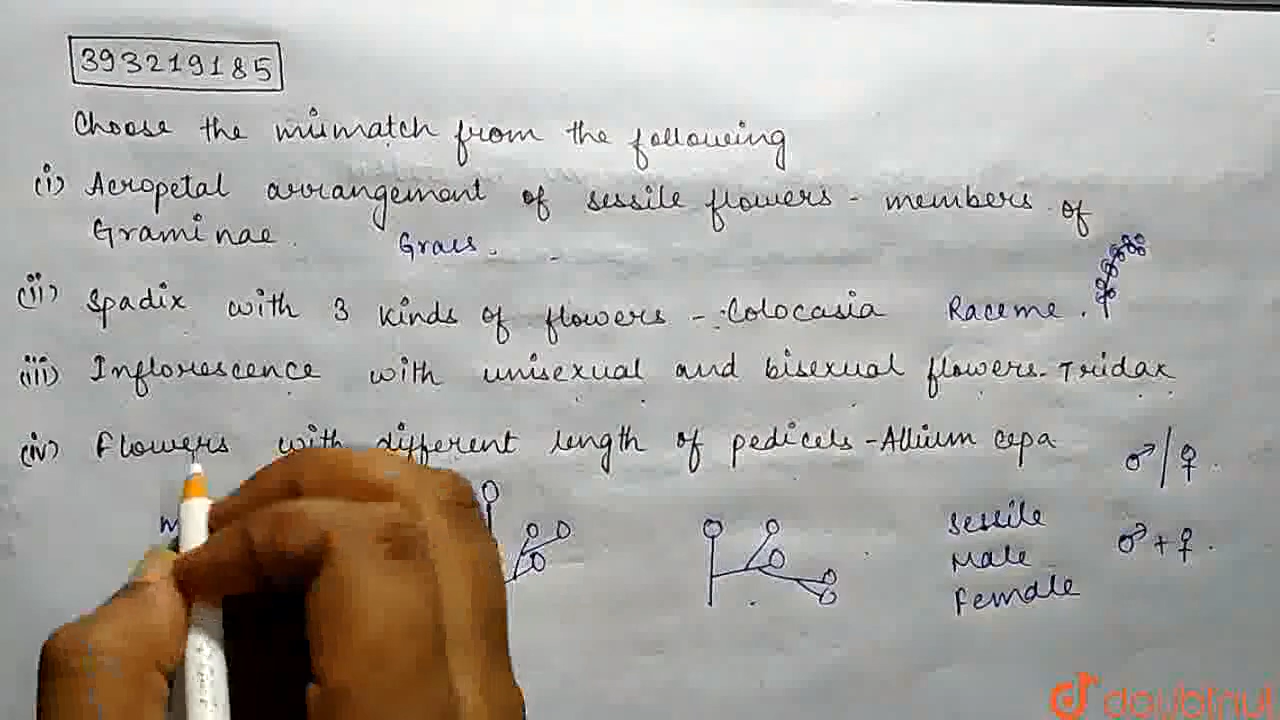 393219185
Choose the mismatch from the following
(i) Acropetal arrangement of sessile flowers - members of
Graminae. Grass.
(ii) Spadix with 3 kinds of flowers - Colocasia Raceme.
(iii) Inflorescence with unisexual and bisexual flowers - Tridax
(iv) Flowers with different length of pedicels - Allium cepa
♂/♀.
Sessile
Male
Female
♂+♀.
doubtnut